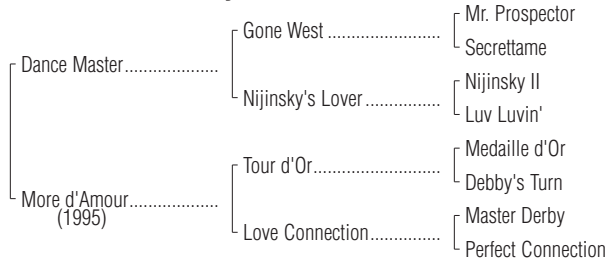 Mr. Prospector
Gone West .......................
Secrettame
Dance Master....................
Nijinsky II
Nijinsky's Lover ................
Luv Luvin'
Medaille d'Or
Tour d'Or..........................
Debby's Turn
More d'Amour...................
(1995)
Master Derby
Love Connection...............
Perfect Connection